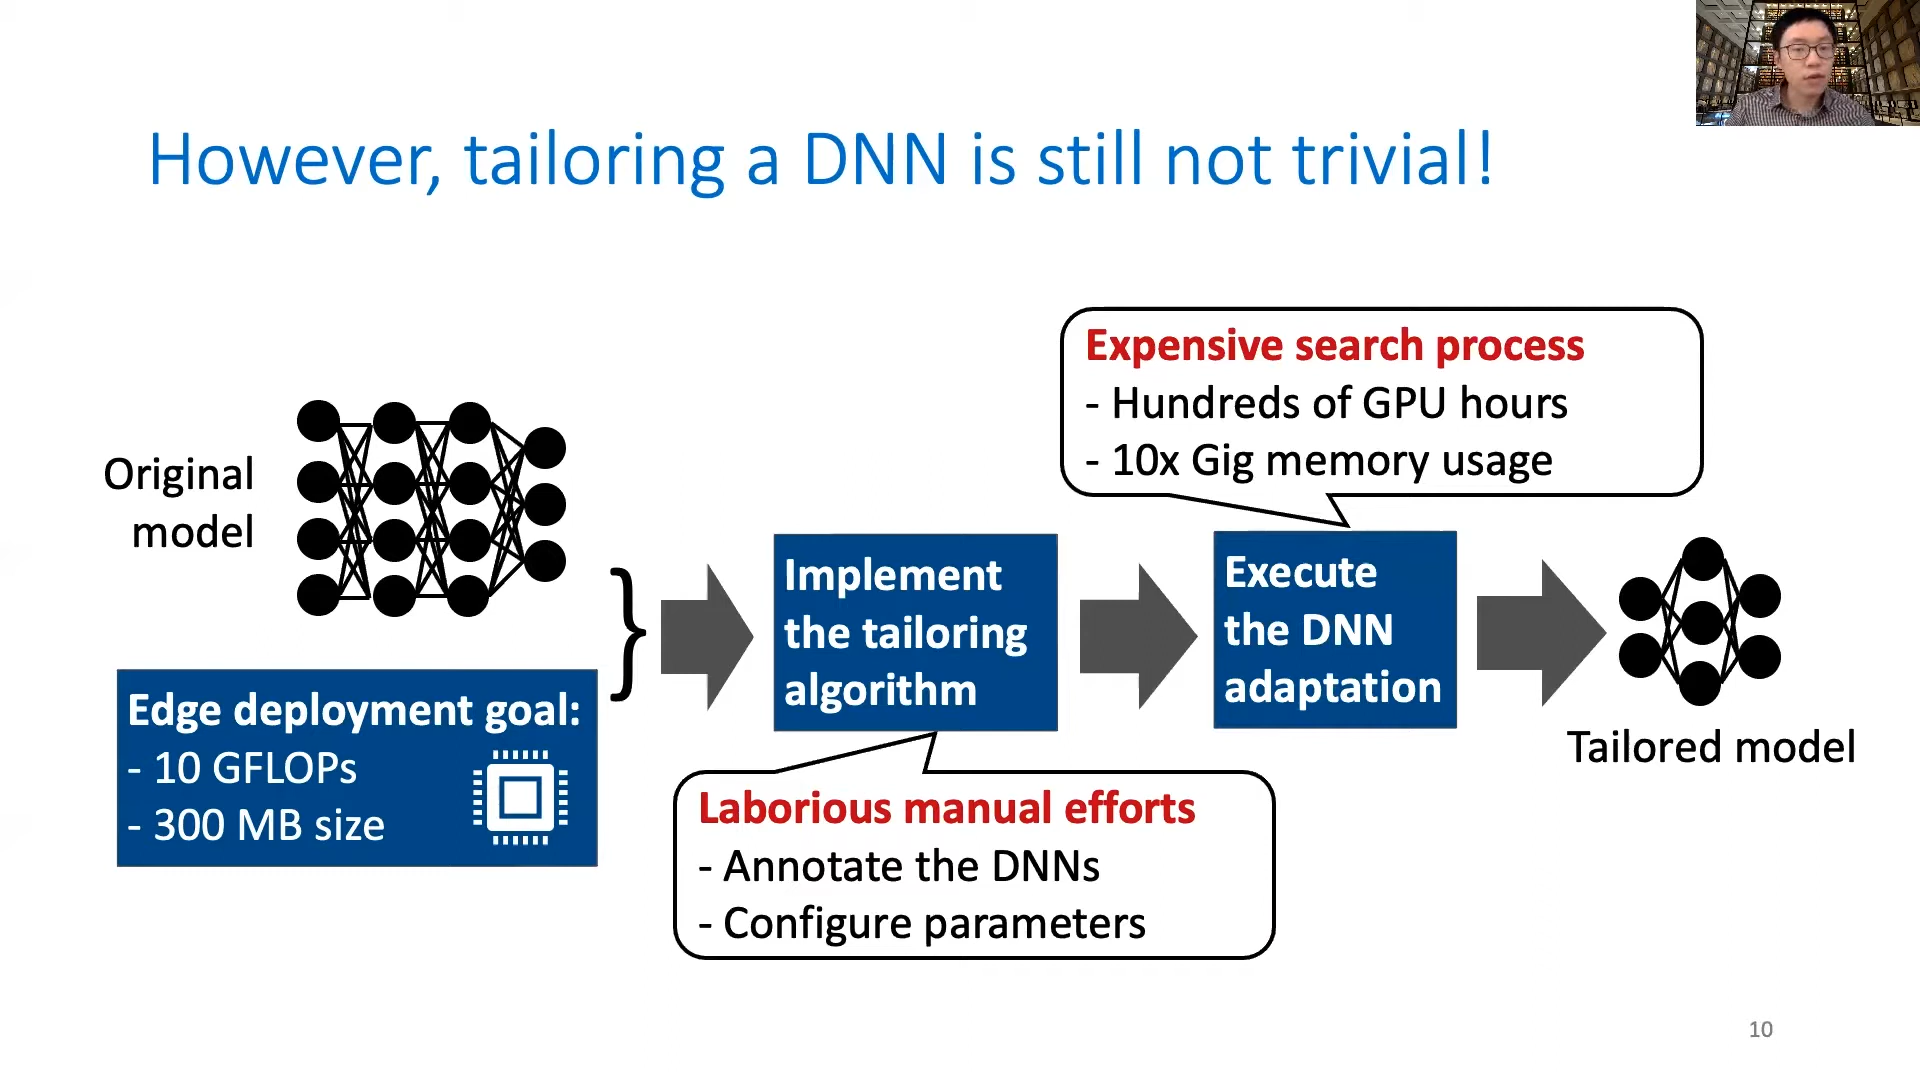 However, tailoring a DNN is still not trivial!
Original
model
Edge deployment goal:
- 10 GFLOPs
- 300 MB size
}
Implement
the tailoring
algorithm
Laborious manual efforts
- Annotate the DNNs
- Configure parameters
Expensive search process
- Hundreds of GPU hours
- 10x Gig memory usage
Execute
the DNN
adaptation
Tailored model
10